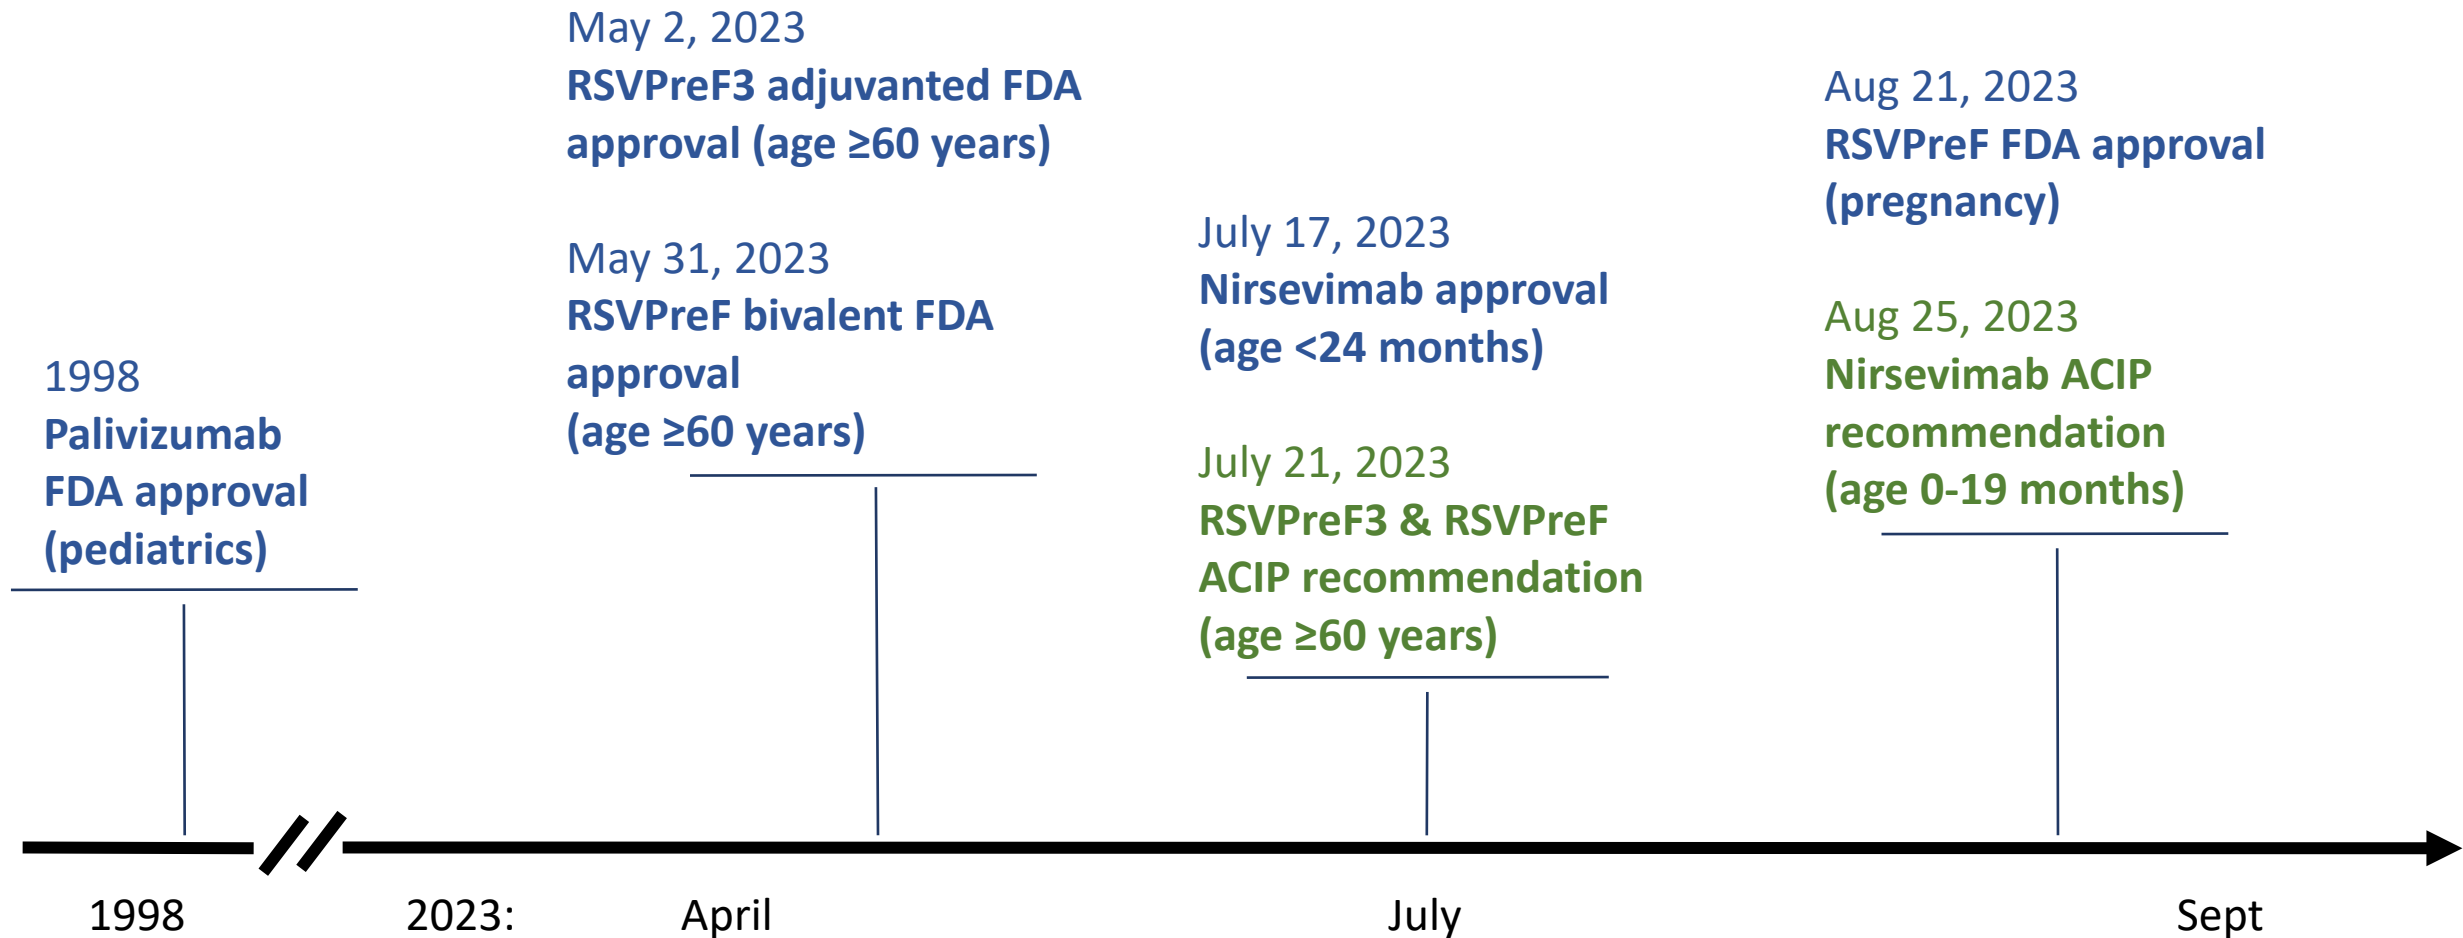 1998
Palivizumab
FDA approval
(pediatrics)
May 2, 2023
RSVPreF3 adjuvanted FDA
approval (age ≥60 years)
May 31, 2023
RSVPreF bivalent FDA
approval
(age ≥60 years)
July 17, 2023
Nirsevimab approval
(age <24 months)
July 21, 2023
RSVPreF3 & RSVPreF
ACIP recommendation
(age ≥60 years)
Aug 21, 2023
RSVPreF FDA approval
(pregnancy)
Aug 25, 2023
Nirsevimab ACIP
recommendation
(age 0-19 months)
1998 2023: April July Sept